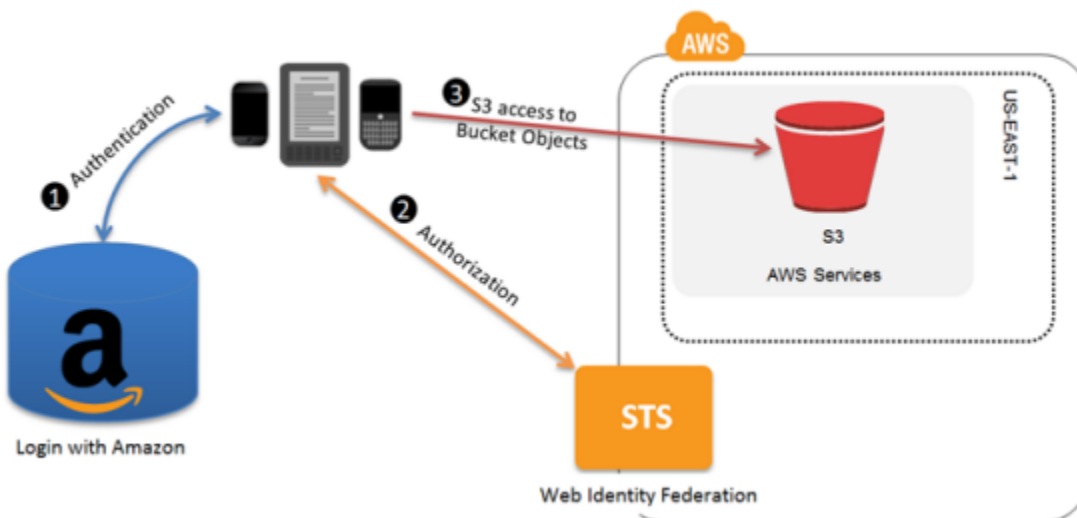 AWS
❶
Authentication
❸
S3 access to
Bucket Objects
US-EAST-1
❷
Authorization
S3
AWS Services
a
Login with Amazon
STS
Web Identity Federation